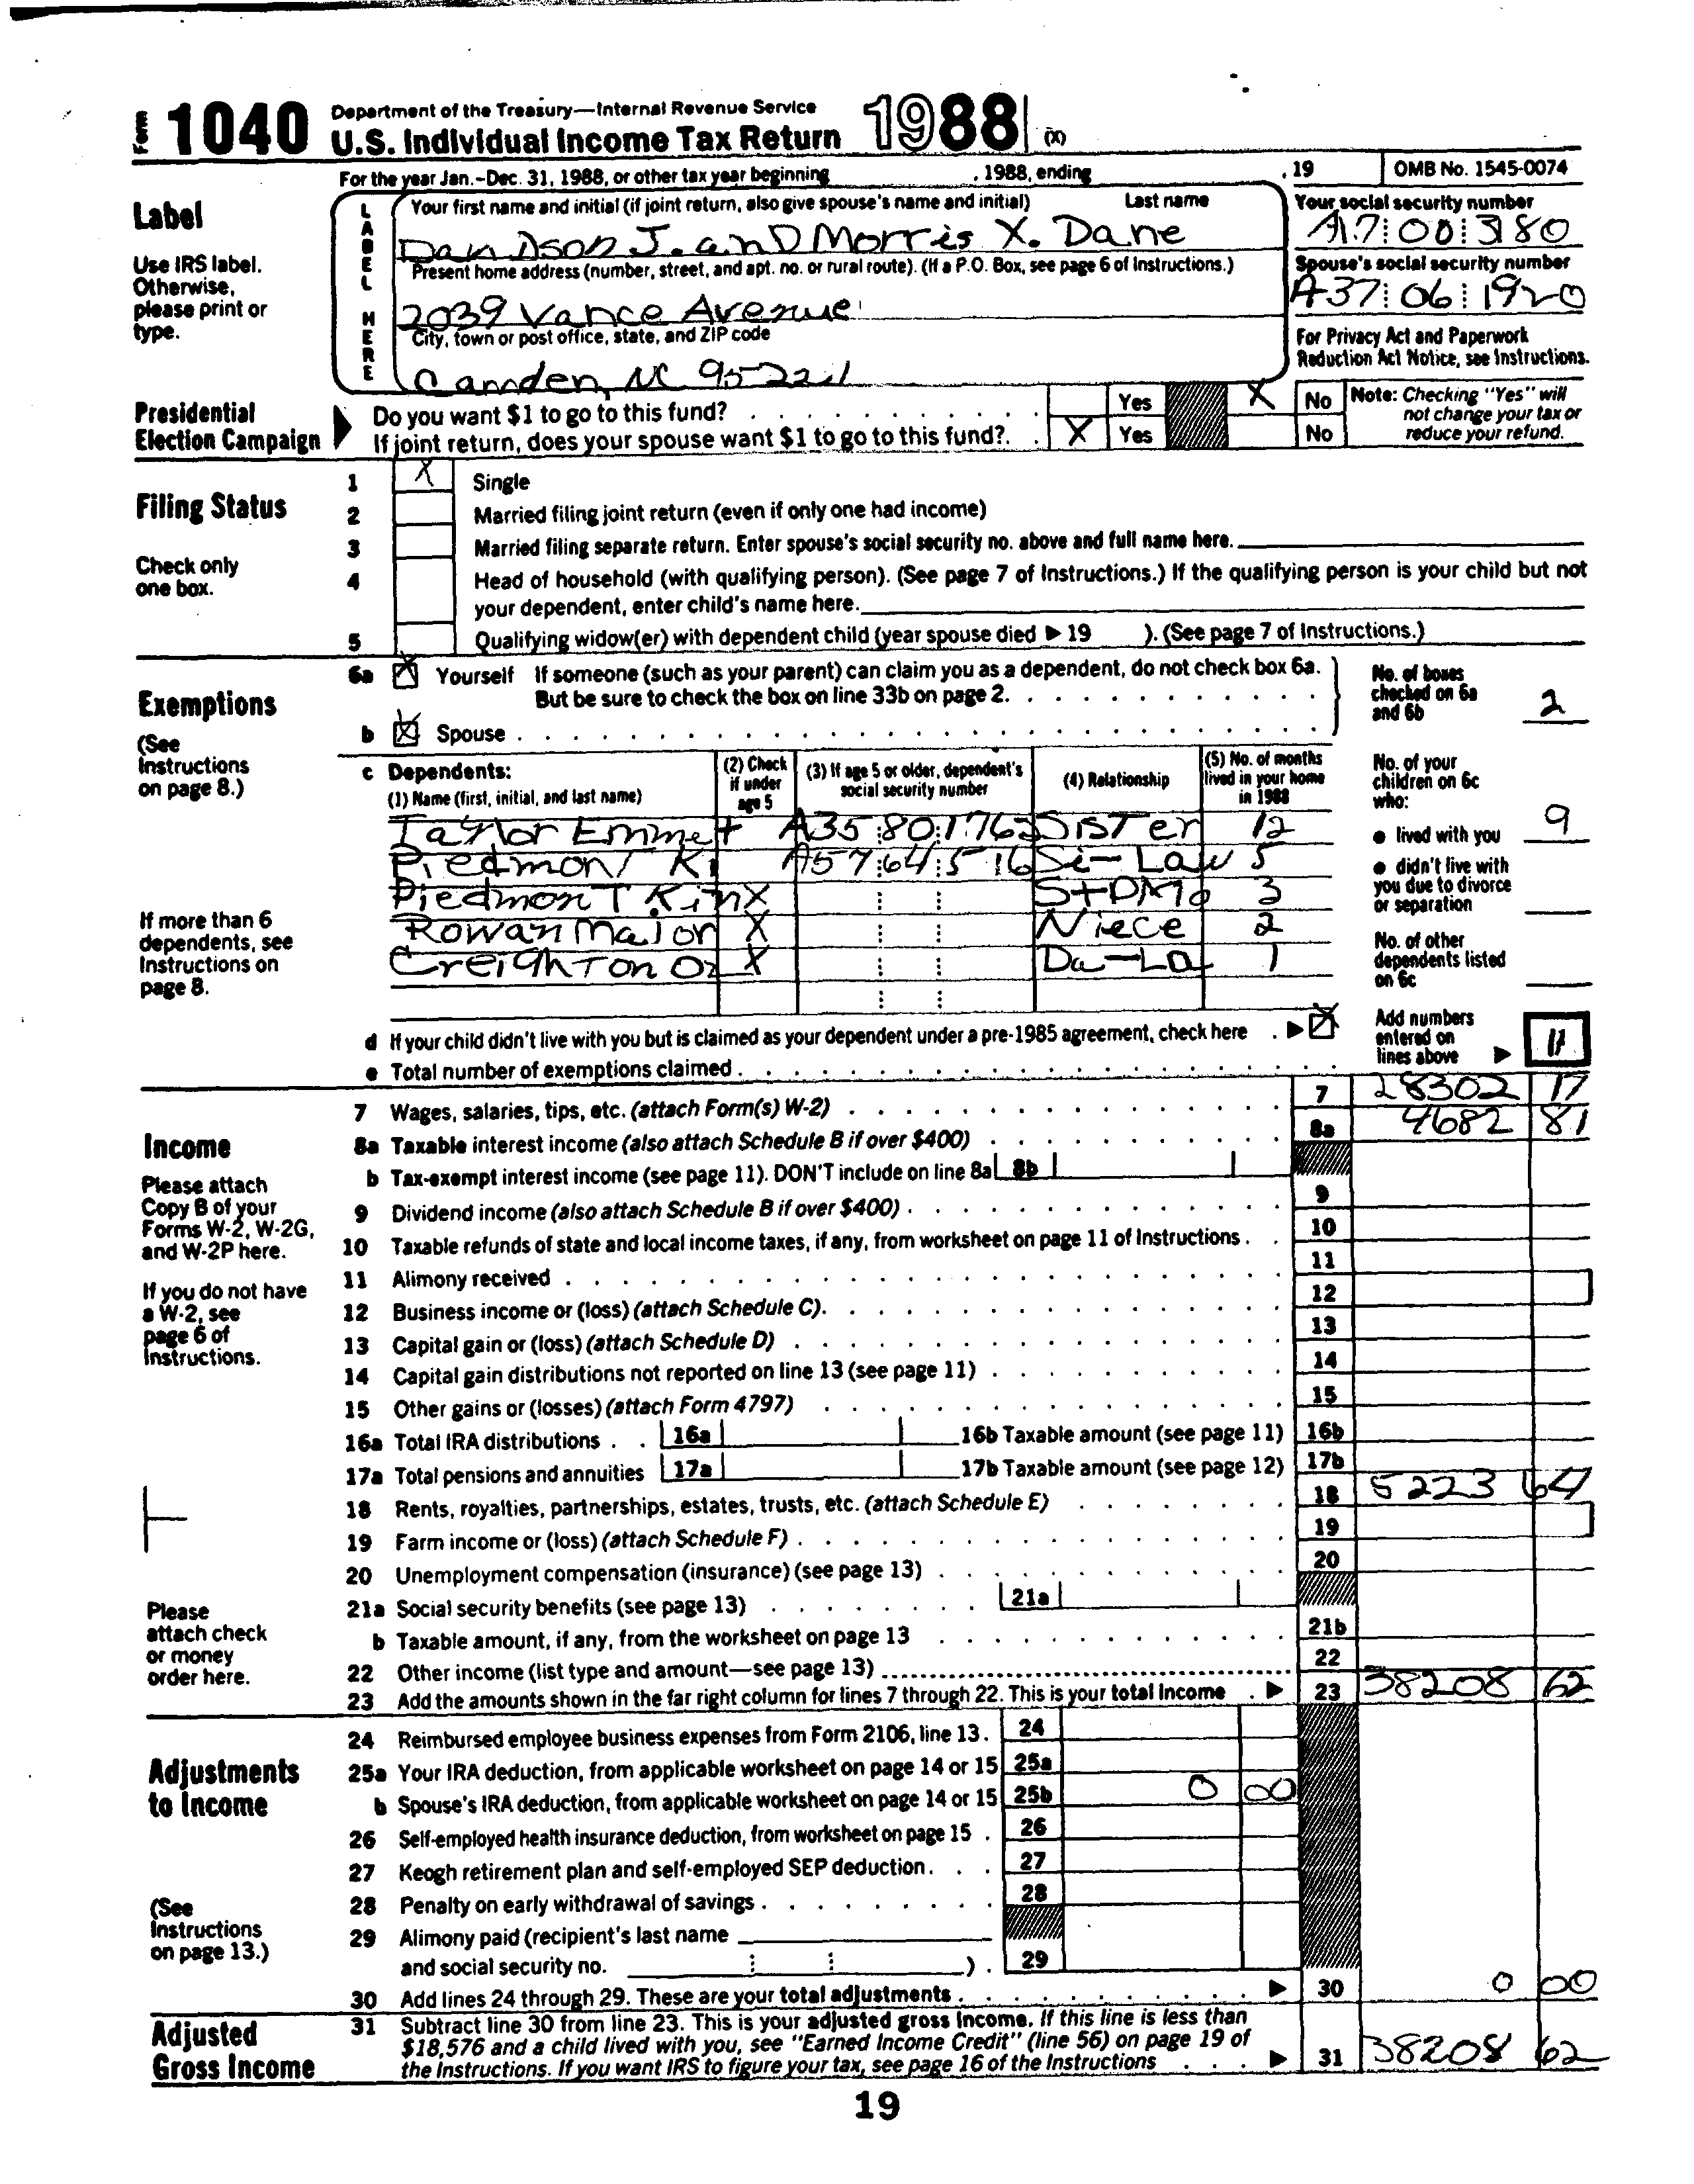 Form 1040 Department of the Treasury—Internal Revenue Service
U.S. Individual Income Tax Return 1988 (X)
For the year Jan.-Dec. 31, 1988, or other tax year beginning , 1988, ending , 19 OMB No. 1545-0074
Label
Use IRS label. Otherwise, please print or type.
LABEL HERE
Your first name and initial (if joint return, also give spouse's name and initial) Last name
J. and Morris X. Dane
Your social security number
Present home address (number, street, and apt. no. or rural route). (If a P.O. Box, see page 6 of Instructions.)
2039 Vance Avenue
Spouse's social security number
A37 06 1920
City, town or post office, state, and ZIP code
Camden, NC 95221
For Privacy Act and Paperwork Reduction Act Notice, see Instructions.
Presidential Election Campaign
Do you want $1 to go to this fund? Yes X No
If joint return, does your spouse want $1 to go to this fund? X Yes No
Note: Checking "Yes" will not change your tax or reduce your refund.
Filing Status
Check only one box.
1 X Single
2 Married filing joint return (even if only one had income)
3 Married filing separate return. Enter spouse's social security no. above and full name here.
4 Head of household (with qualifying person). (See page 7 of Instructions.) If the qualifying person is your child but not
your dependent, enter child's name here.
5 Qualifying widow(er) with dependent child (year spouse died ▶ 19 ). (See page 7 of Instructions.)
Exemptions
(See Instructions on page 8.)
6a X Yourself If someone (such as your parent) can claim you as a dependent, do not check box 6a.
But be sure to check the box on line 33b on page 2.
b X Spouse
No. of boxes checked on 6a and 6b 2
c Dependents:
(1) Name (first, initial, and last name) (2) Check if under age 5 (3) If age 5 or older, dependent's social security number (4) Relationship (5) No. of months lived in your home in 1988
Taylor Emmet A35 80 1762 Sister 12
Piedmont Ki A57 64 516 Si-Law 5
Piedmont Kin X 3
Rowan Major X Niece 2
Creighton Oz X Da-La 1
No. of your children on 6c who:
● lived with you 9
● didn't live with you due to divorce or separation
No. of other dependents listed on 6c
If more than 6 dependents, see Instructions on page 8.
d If your child didn't live with you but is claimed as your dependent under a pre-1985 agreement, check here ▶ X
e Total number of exemptions claimed
Add numbers entered on lines above ▶ 11
Income
Please attach Copy B of your Forms W-2, W-2G, and W-2P here.
If you do not have a W-2, see page 6 of Instructions.
Please attach check or money order here.
7 Wages, salaries, tips, etc. (attach Form(s) W-2) 7 28302 17
8a Taxable interest income (also attach Schedule B if over $400) 8a 4682 81
b Tax-exempt interest income (see page 11). DON'T include on line 8a 8b
9 Dividend income (also attach Schedule B if over $400) 9
10 Taxable refunds of state and local income taxes, if any, from worksheet on page 11 of Instructions 10
11 Alimony received 11
12 Business income or (loss) (attach Schedule C) 12
13 Capital gain or (loss) (attach Schedule D) 13
14 Capital gain distributions not reported on line 13 (see page 11) 14
15 Other gains or (losses) (attach Form 4797) 15
16a Total IRA distributions 16a 16b Taxable amount (see page 11) 16b
17a Total pensions and annuities 17a 17b Taxable amount (see page 12) 17b
18 Rents, royalties, partnerships, estates, trusts, etc. (attach Schedule E) 18 5223 64
19 Farm income or (loss) (attach Schedule F) 19
20 Unemployment compensation (insurance) (see page 13) 20
21a Social security benefits (see page 13) 21a
b Taxable amount, if any, from the worksheet on page 13 21b
22 Other income (list type and amount—see page 13) 22
23 Add the amounts shown in the far right column for lines 7 through 22. This is your total income ▶ 23 38208 62
Adjustments to Income
(See Instructions on page 13.)
24 Reimbursed employee business expenses from Form 2106, line 13. 24
25a Your IRA deduction, from applicable worksheet on page 14 or 15 25a
b Spouse's IRA deduction, from applicable worksheet on page 14 or 15 25b 0 00
26 Self-employed health insurance deduction, from worksheet on page 15 26
27 Keogh retirement plan and self-employed SEP deduction 27
28 Penalty on early withdrawal of savings 28
29 Alimony paid (recipient's last name
and social security no. ) 29
30 Add lines 24 through 29. These are your total adjustments ▶ 30 0 00
Adjusted Gross Income
31 Subtract line 30 from line 23. This is your adjusted gross income. If this line is less than
$18,576 and a child lived with you, see "Earned Income Credit" (line 56) on page 19 of
the Instructions. If you want IRS to figure your tax, see page 16 of the Instructions ▶ 31 38208 62
19